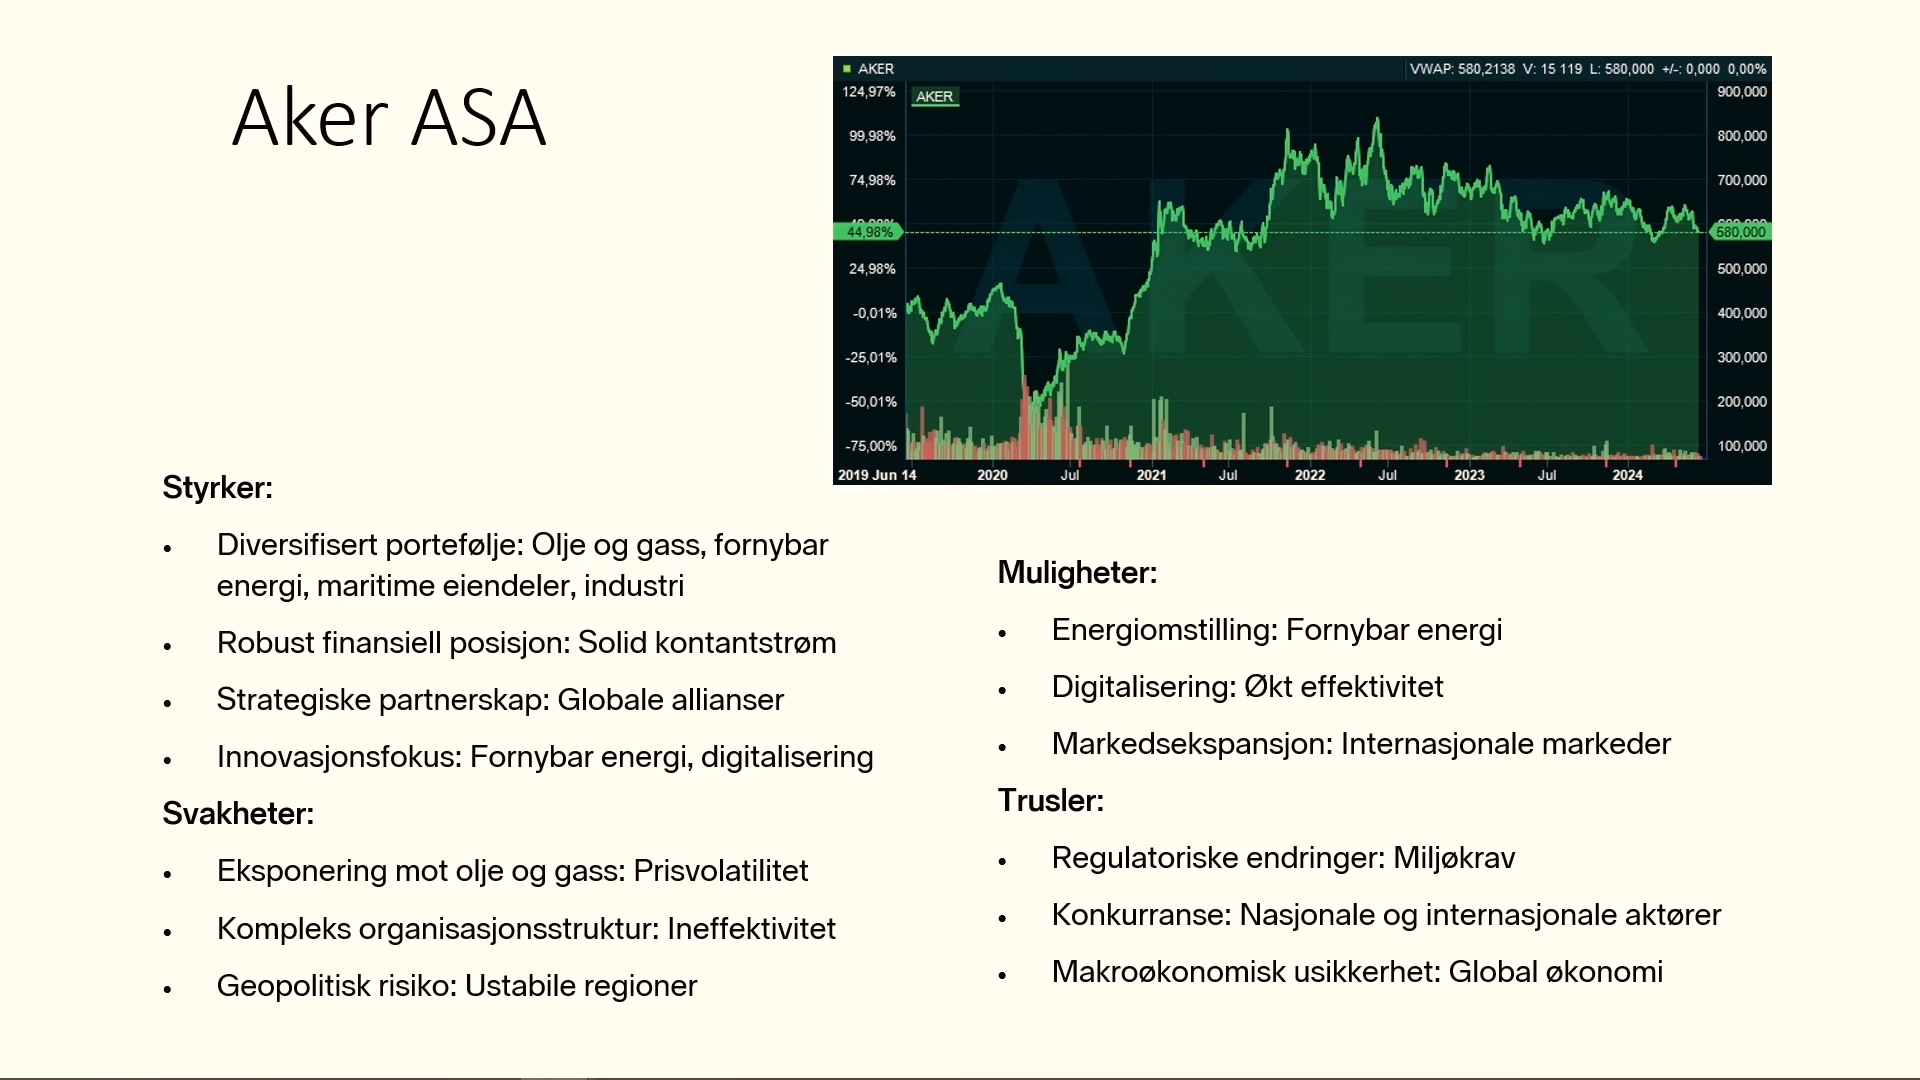 Aker ASA
AKER
VWAP: 580,2138 V: 15 119 L: 580,000 +/-: 0,000 0,00%
AKER
124,97%
99,98%
74,98%
44,98%
24,98%
-0,01%
-25,01%
-50,01%
-75,00%
900,000
800,000
700,000
580,000
500,000
400,000
300,000
200,000
100,000
AKER
2019 Jun 14 2020 Jul 2021 Jul 2022 Jul 2023 Jul 2024
Styrker:
• Diversifisert portefølje: Olje og gass, fornybar
energi, maritime eiendeler, industri
• Robust finansiell posisjon: Solid kontantstrøm
• Strategiske partnerskap: Globale allianser
• Innovasjonsfokus: Fornybar energi, digitalisering
Svakheter:
• Eksponering mot olje og gass: Prisvolatilitet
• Kompleks organisasjonsstruktur: Ineffektivitet
• Geopolitisk risiko: Ustabile regioner
Muligheter:
• Energiomstilling: Fornybar energi
• Digitalisering: Økt effektivitet
• Markedsekspansjon: Internasjonale markeder
Trusler:
• Regulatoriske endringer: Miljøkrav
• Konkurranse: Nasjonale og internasjonale aktører
• Makroøkonomisk usikkerhet: Global økonomi